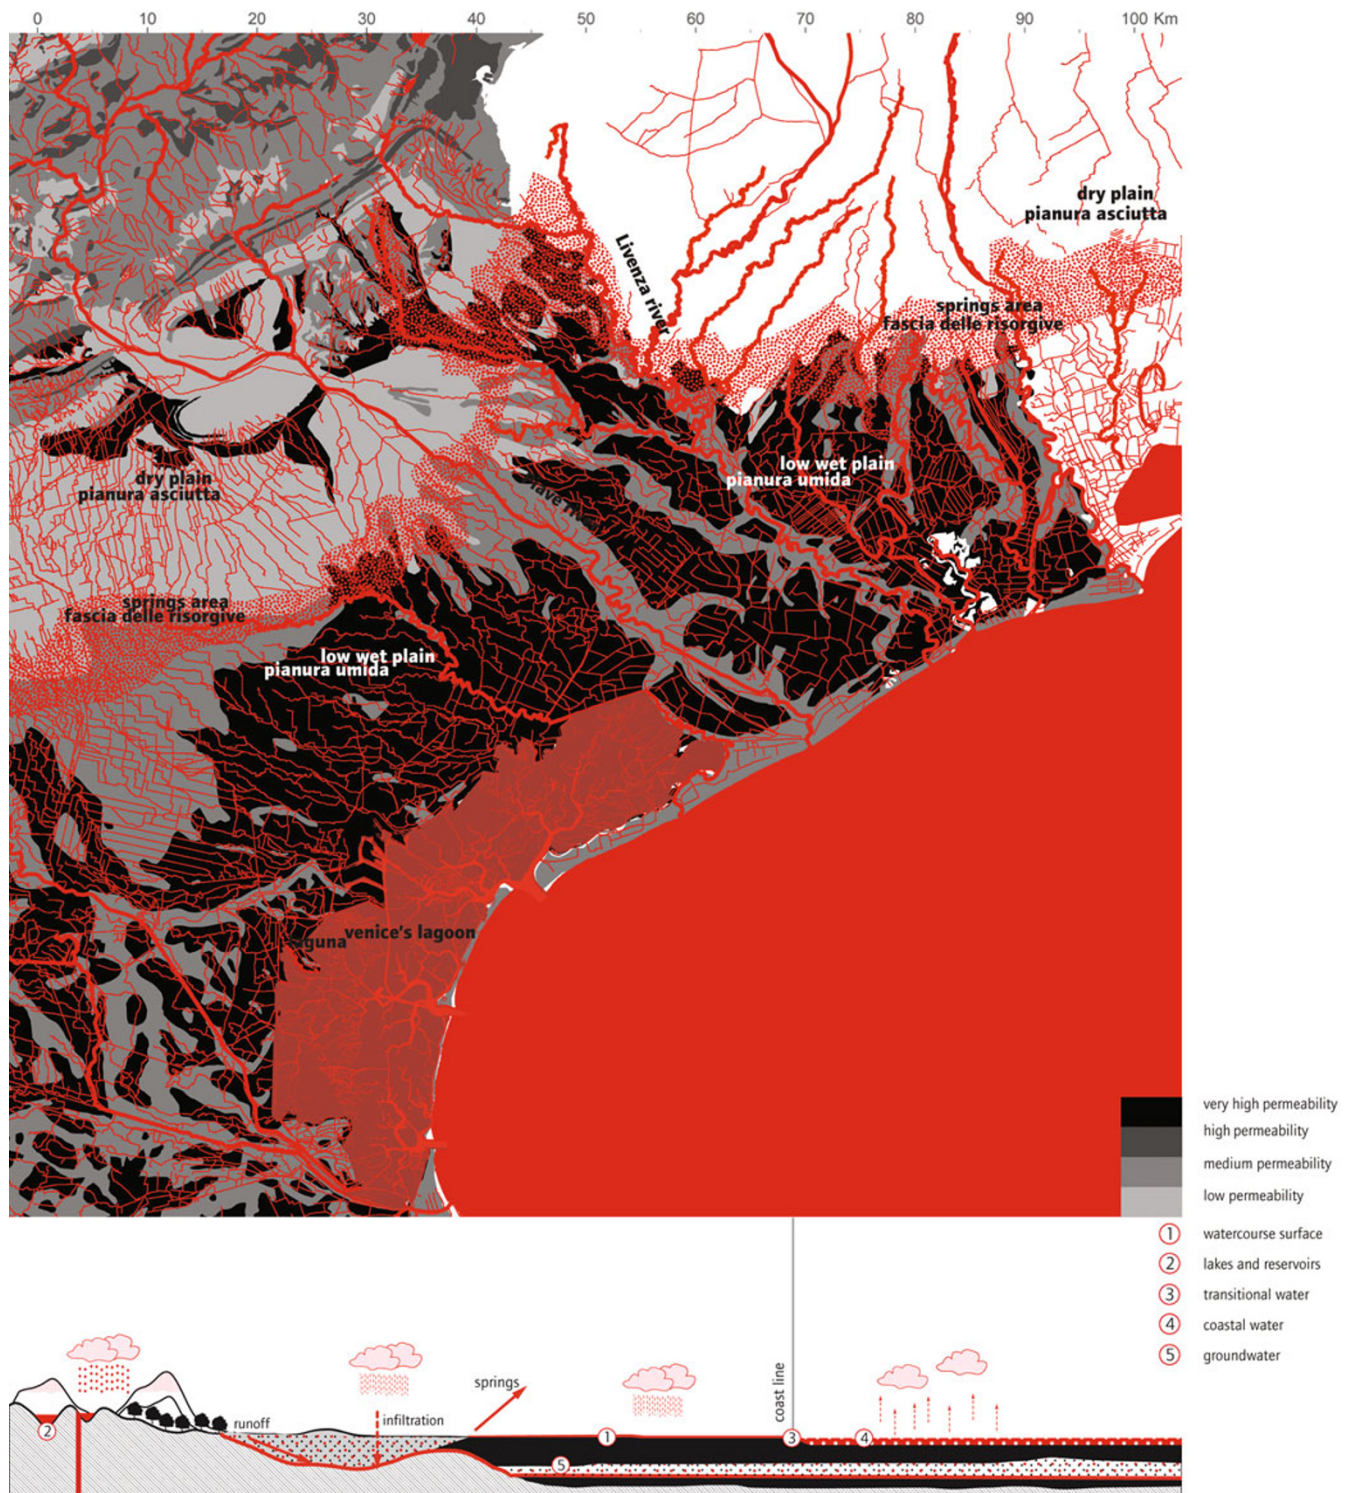 0 10 20 30 40 50 60 70 80 90 100 Km
dry plain
pianura asciutta
Livenza river
springs area
fascia delle risorgive
low wet plain
pianura umida
dry plain
pianura asciutta
river
springs area
fascia delle risorgive
low wet plain
pianura umida
venice's lagoon
laguna
very high permeability
high permeability
medium permeability
low permeability
1 watercourse surface
2 lakes and reservoirs
3 transitional water
4 coastal water
5 groundwater
coast line
springs
runoff
infiltration
2
1
3
4
5